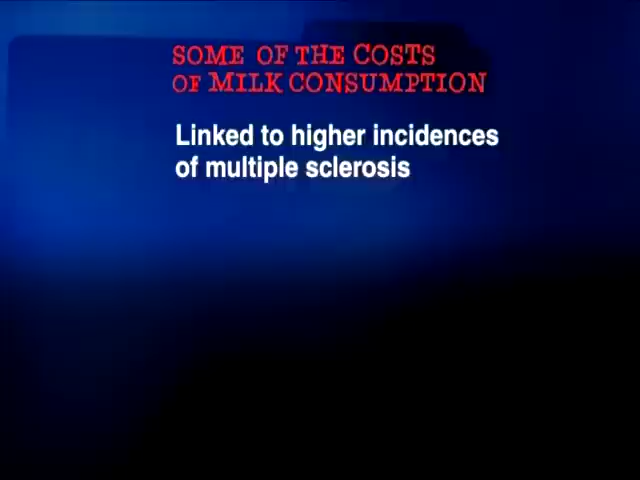 SOME OF THE COSTS
OF MILK CONSUMPTION
Linked to higher incidences
of multiple sclerosis